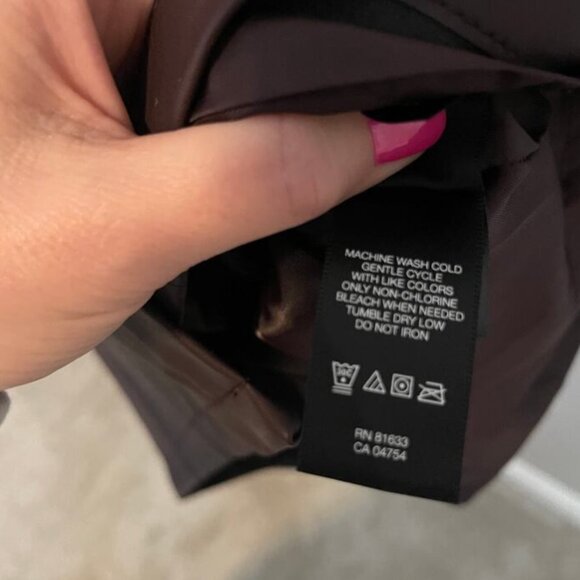 MACHINE WASH COLD
GENTLE CYCLE
WITH LIKE COLORS
ONLY NON-CHLORINE
BLEACH WHEN NEEDED
TUMBLE DRY LOW
DO NOT IRON
30C
RN 81633
CA 04754